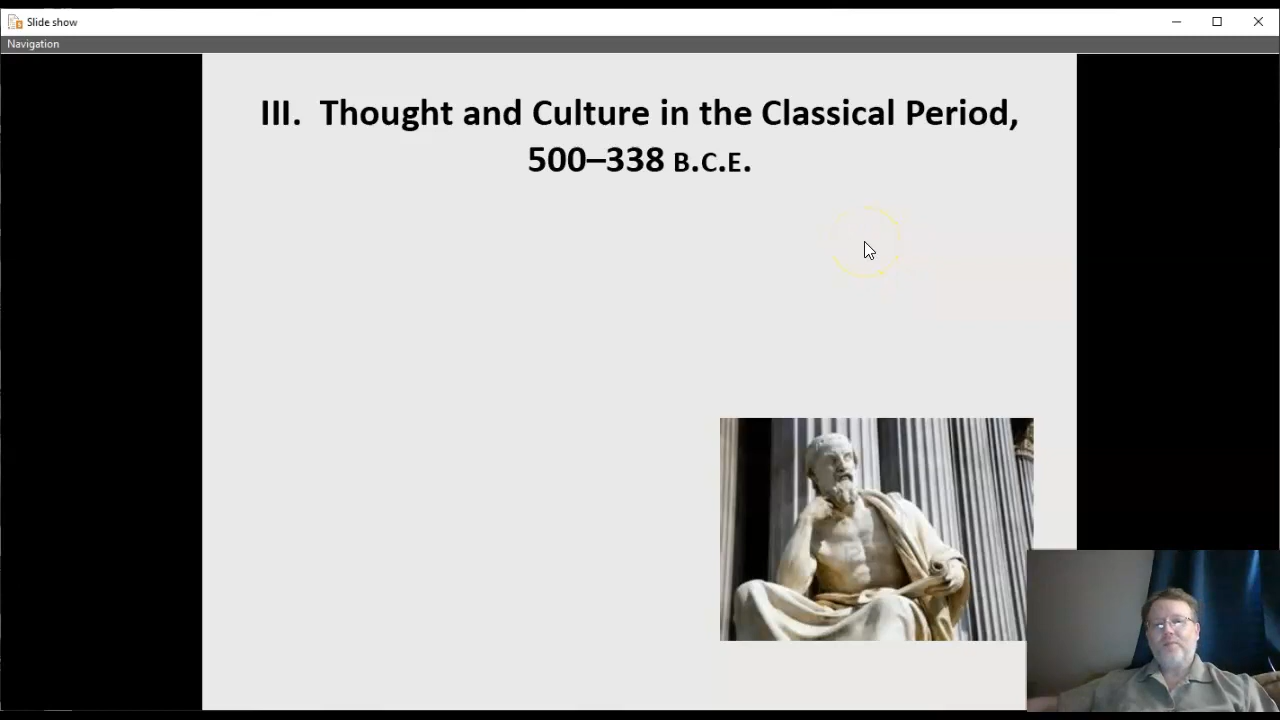 Slide show
Navigation
III.  Thought and Culture in the Classical Period,
500–338 B.C.E.